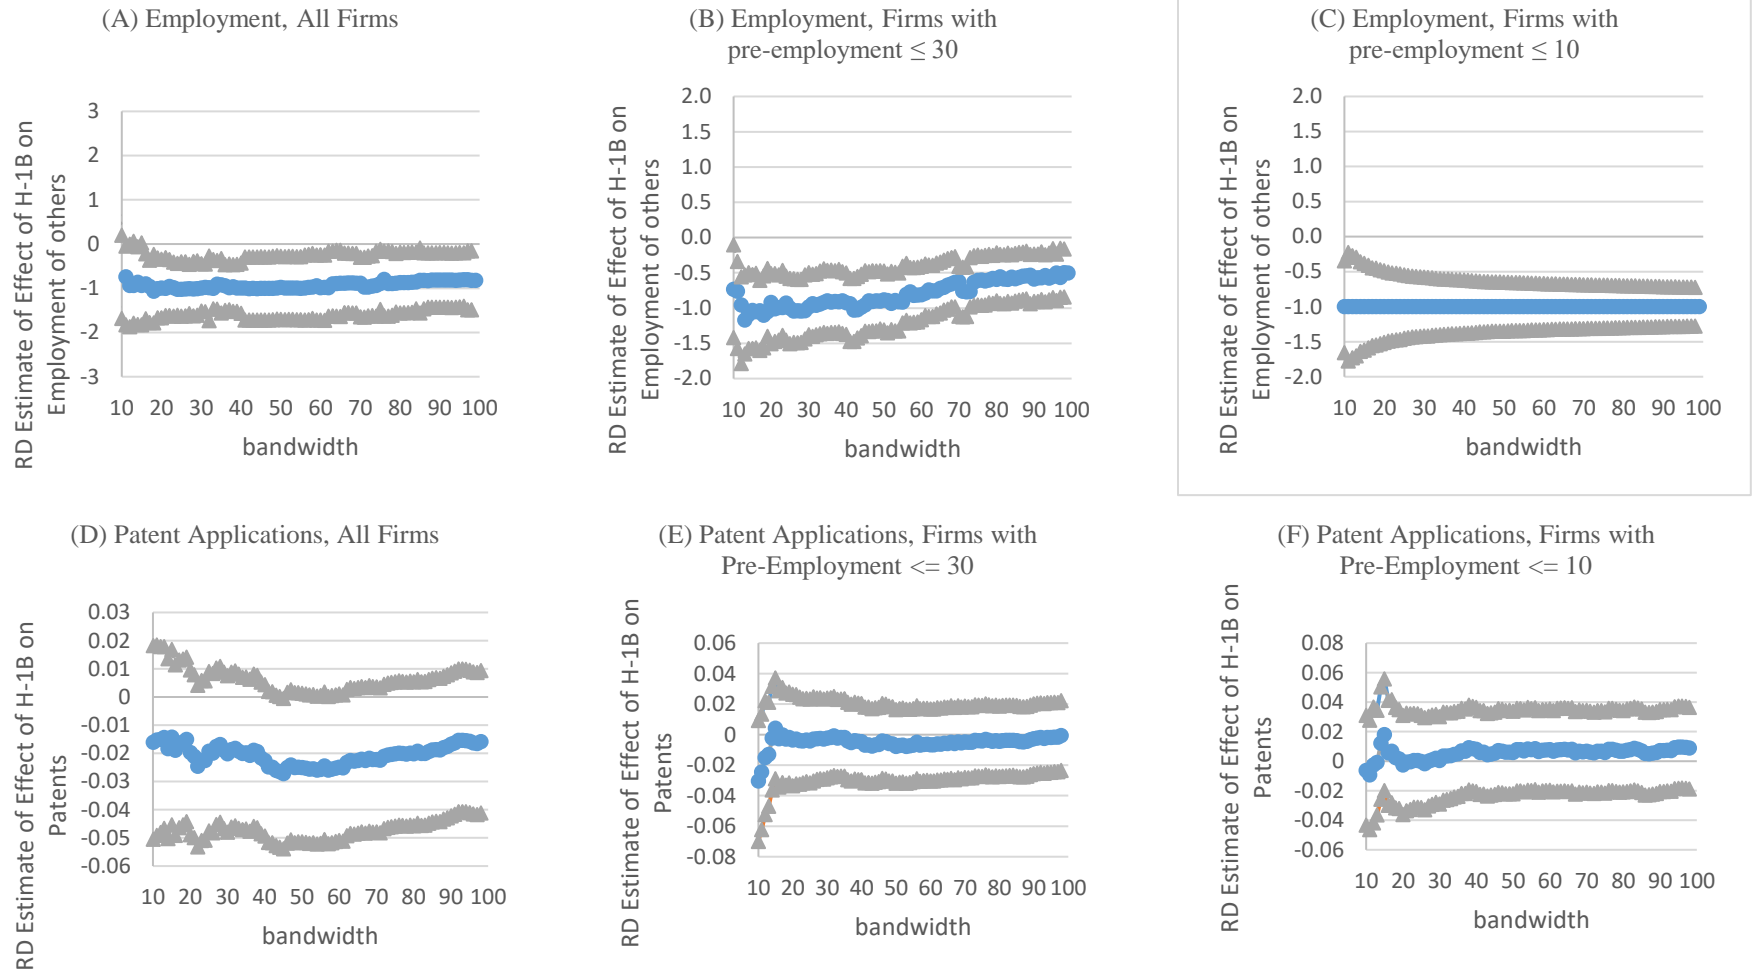 (A) Employment, All Firms
RD Estimate of Effect of H-1B on
Employment of others
3
2
1
0
-1
-2
-3
10 20 30 40 50 60 70 80 90 100
bandwidth
(B) Employment, Firms with
pre-employment ≤ 30
RD Estimate of Effect of H-1B on
Employment of others
2.0
1.5
1.0
0.5
0.0
-0.5
-1.0
-1.5
-2.0
10 20 30 40 50 60 70 80 90 100
bandwidth
(C) Employment, Firms with
pre-employment ≤ 10
RD Estimate of Effect of H-1B on
Employment of others
2.0
1.5
1.0
0.5
0.0
-0.5
-1.0
-1.5
-2.0
10 20 30 40 50 60 70 80 90 100
bandwidth
(D) Patent Applications, All Firms
RD Estimate of Effect of H-1B on
Patents
0.03
0.02
0.01
0
-0.01
-0.02
-0.03
-0.04
-0.05
-0.06
10 20 30 40 50 60 70 80 90 100
bandwidth
(E) Patent Applications, Firms with
Pre-Employment <= 30
RD Estimate of Effect of H-1B on
Patents
0.06
0.04
0.02
0
-0.02
-0.04
-0.06
-0.08
10 20 30 40 50 60 70 80 90 100
bandwidth
(F) Patent Applications, Firms with
Pre-Employment <= 10
RD Estimate of Effect of H-1B on
Patents
0.08
0.06
0.04
0.02
0
-0.02
-0.04
-0.06
10 20 30 40 50 60 70 80 90 100
bandwidth